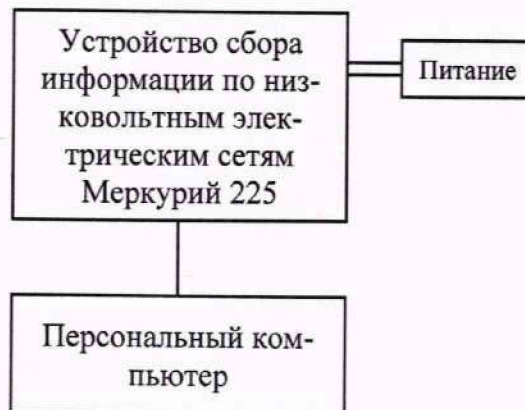 Устройство сбора
информации по низ-
ковольтным элек-
трическим сетям
Меркурий 225
Питание
Персональный ком-
пьютер